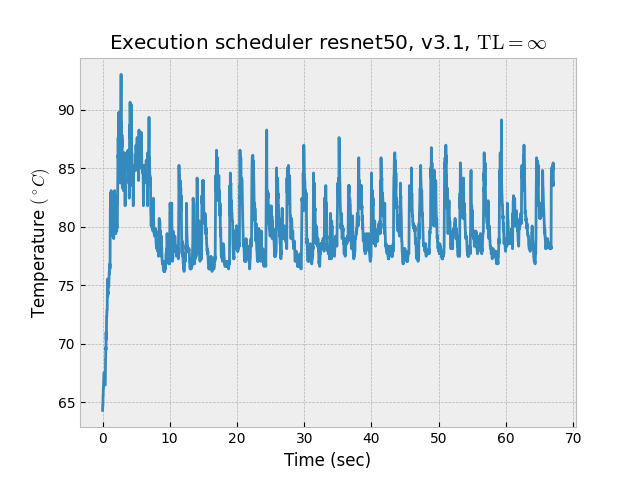 Execution scheduler resnet50, v3.1, TL = ∞
Temperature (°C)
90
85
80
75
70
65
0 10 20 30 40 50 60 70
Time (sec)